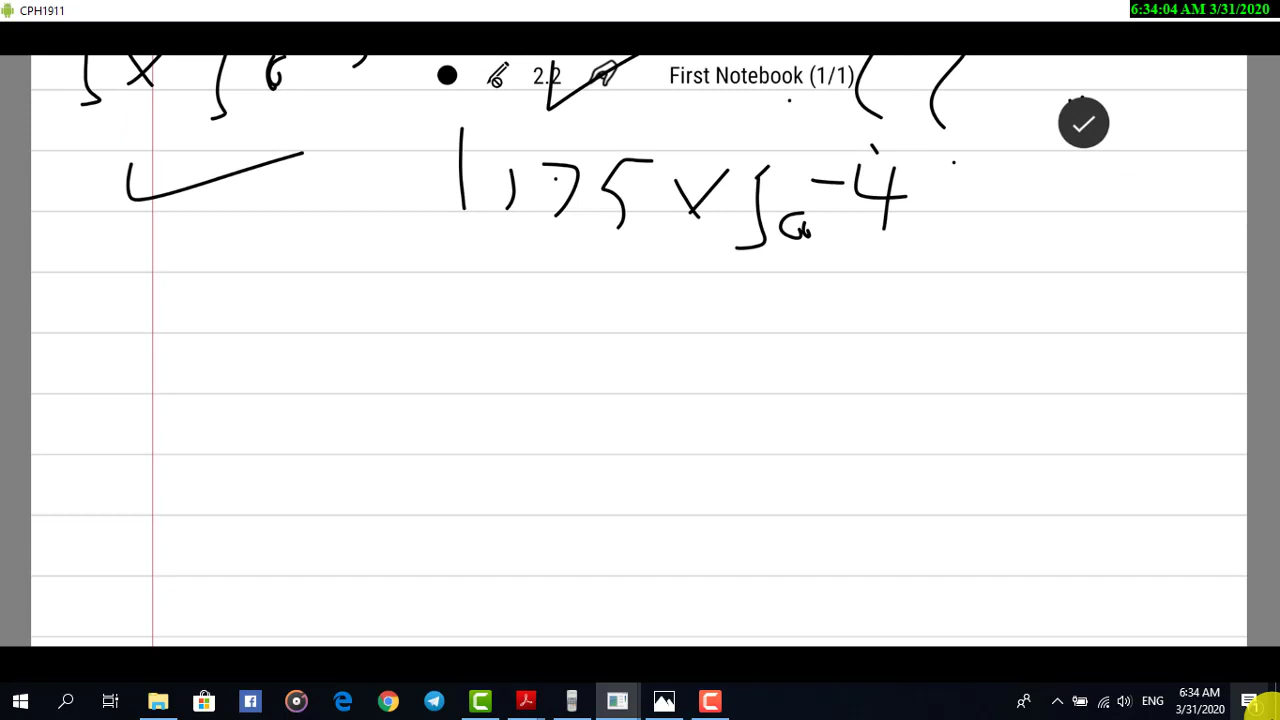 CPH1911
6:34:04 AM 3/31/2020
2.2
First Notebook (1/1)
1,75 x 10 -4
ENG
6:34 AM
3/31/2020
1